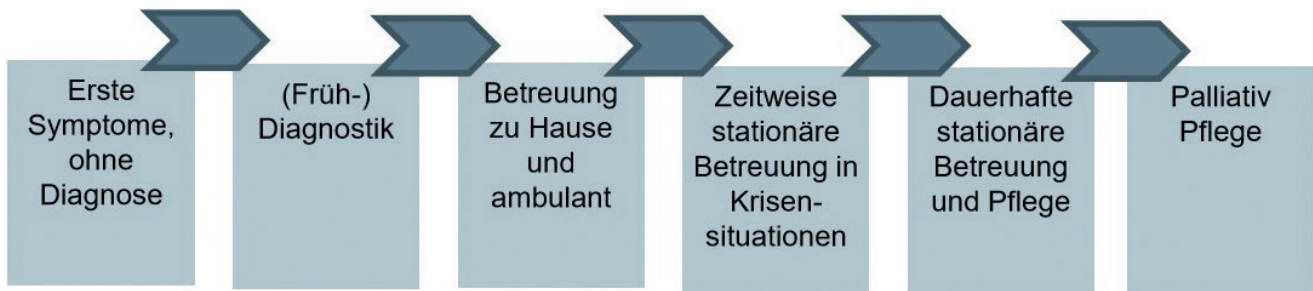 Erste
Symptome,
ohne
Diagnose
(Früh-)
Diagnostik
Betreuung
zu Hause
und
ambulant
Zeitweise
stationäre
Betreuung in
Krisen-
situationen
Dauerhafte
stationäre
Betreuung
und Pflege
Palliativ
Pflege